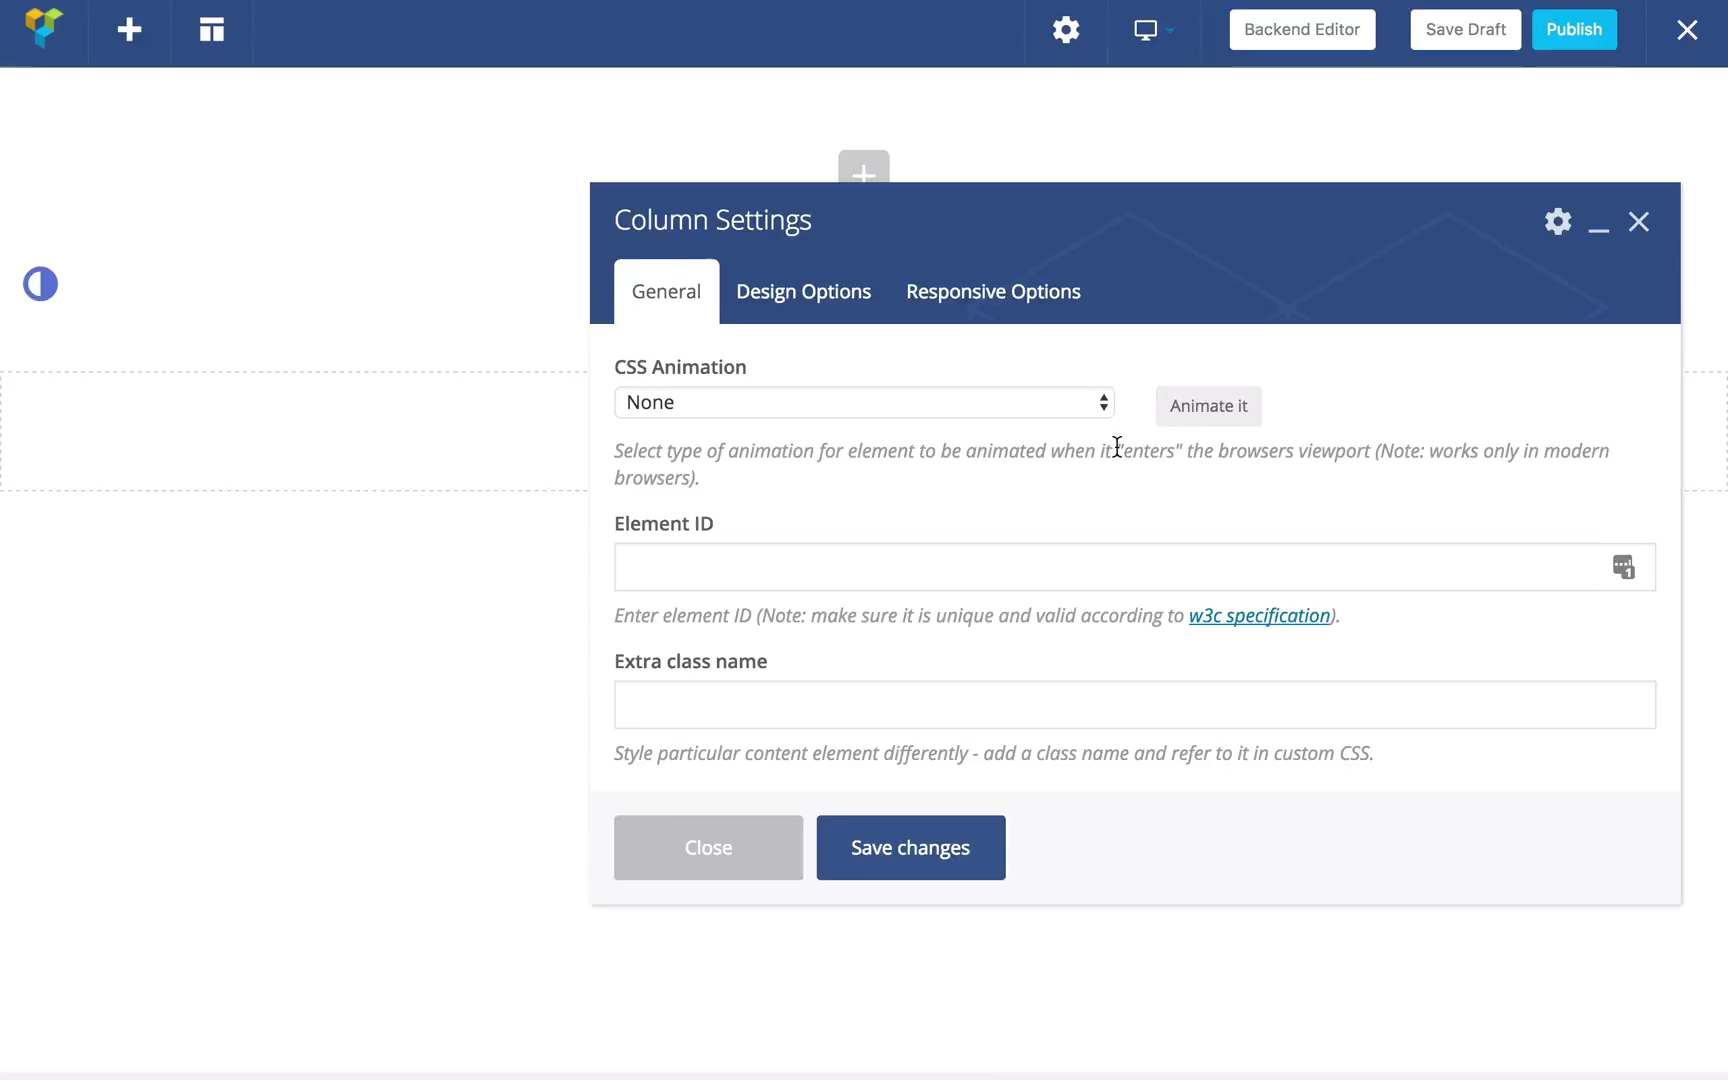 Backend Editor
Save Draft
Publish
Column Settings
General
Design Options
Responsive Options
CSS Animation
None
Animate it
Select type of animation for element to be animated when it "enters" the browsers viewport (Note: works only in modern
browsers).
Element ID
1
Enter element ID (Note: make sure it is unique and valid according to w3c specification).
Extra class name
Style particular content element differently - add a class name and refer to it in custom CSS.
Close
Save changes